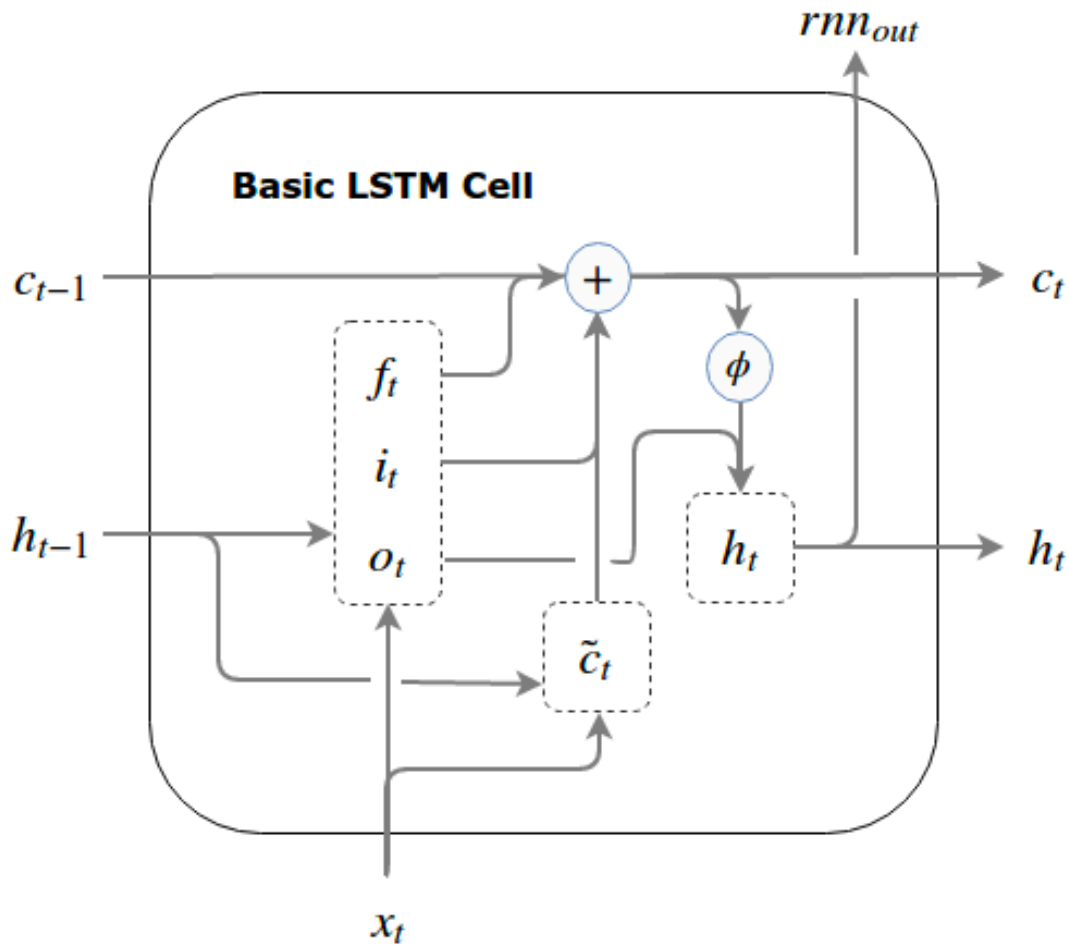 rnn_out
Basic LSTM Cell
c_{t−1}
+
c_t
f_t
ϕ
i_t
h_{t−1}
o_t
h_t
h_t
c̃_t
x_t